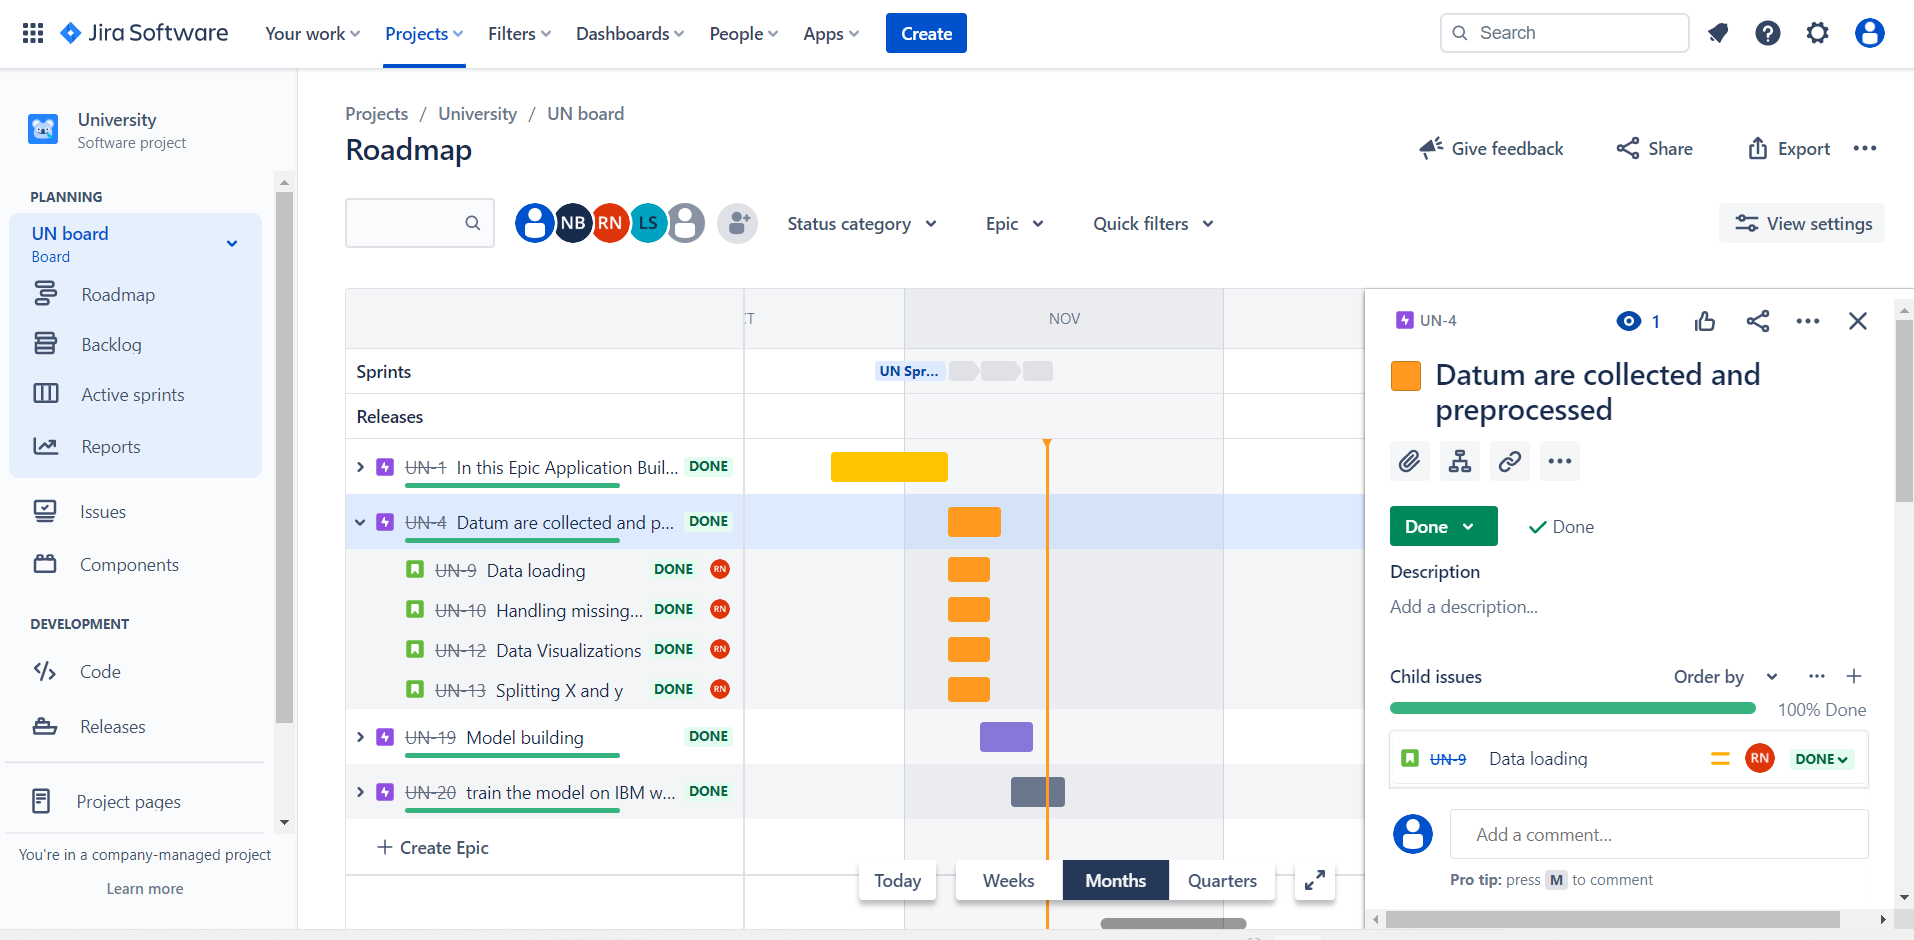 Jira Software
Your work
Projects
Filters
Dashboards
People
Apps
Create
Search
University
Software project
PLANNING
UN board
Board
Roadmap
Backlog
Active sprints
Reports
Issues
Components
DEVELOPMENT
Code
Releases
Project pages
You're in a company-managed project
Learn more
Projects / University / UN board
Roadmap
Give feedback
Share
Export
NB
RN
LS
Status category
Epic
Quick filters
View settings
NOV
Sprints
UN Spr...
Releases
UN-1 In this Epic Application Buil... DONE
UN-4 Datum are collected and p... DONE
UN-9 Data loading DONE RN
UN-10 Handling missing... DONE RN
UN-12 Data Visualizations DONE RN
UN-13 Splitting X and y DONE RN
UN-19 Model building DONE
UN-20 train the model on IBM w... DONE
+ Create Epic
Today
Weeks
Months
Quarters
UN-4
1
Datum are collected and
preprocessed
Done
Done
Description
Add a description...
Child issues
Order by
100% Done
UN-9 Data loading RN DONE
Add a comment...
Pro tip: press M to comment